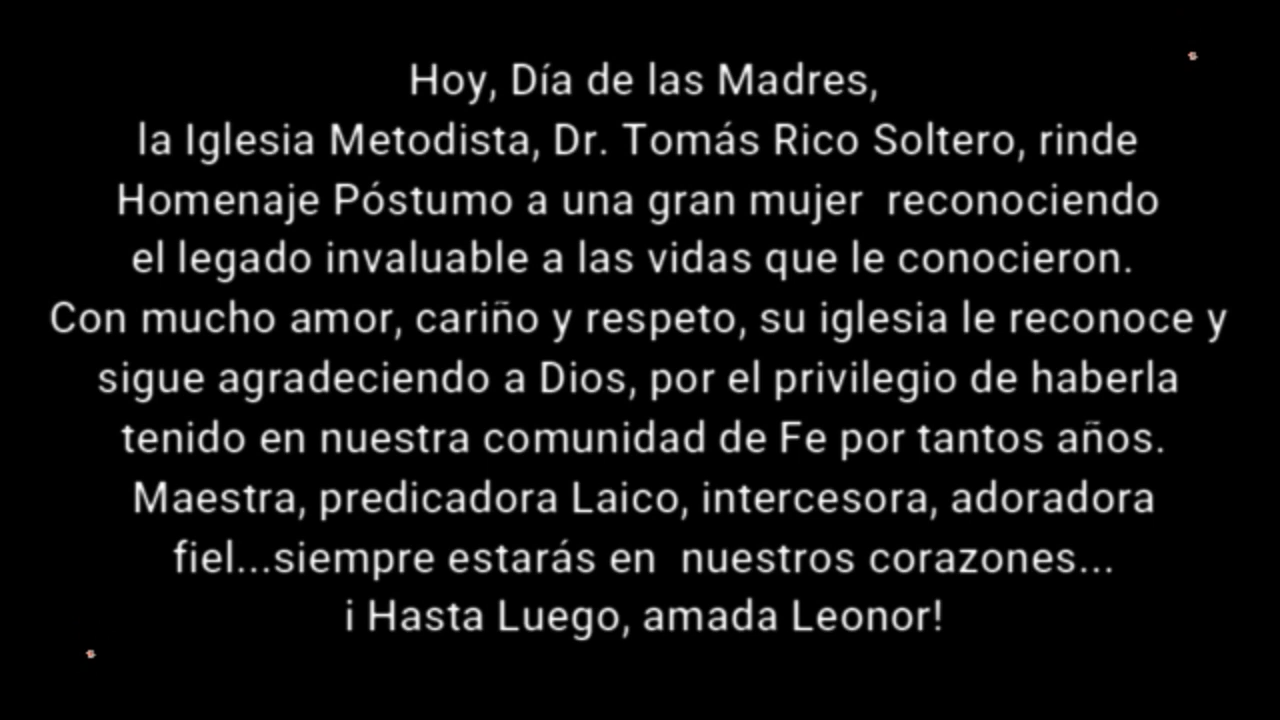 Hoy, Día de las Madres,
la Iglesia Metodista, Dr. Tomás Rico Soltero, rinde
Homenaje Póstumo a una gran mujer  reconociendo
el legado invaluable a las vidas que le conocieron.
Con mucho amor, cariño y respeto, su iglesia le reconoce y
sigue agradeciendo a Dios, por el privilegio de haberla
tenido en nuestra comunidad de Fe por tantos años.
Maestra, predicadora Laico, intercesora, adoradora
fiel...siempre estarás en  nuestros corazones...
¡ Hasta Luego, amada Leonor!